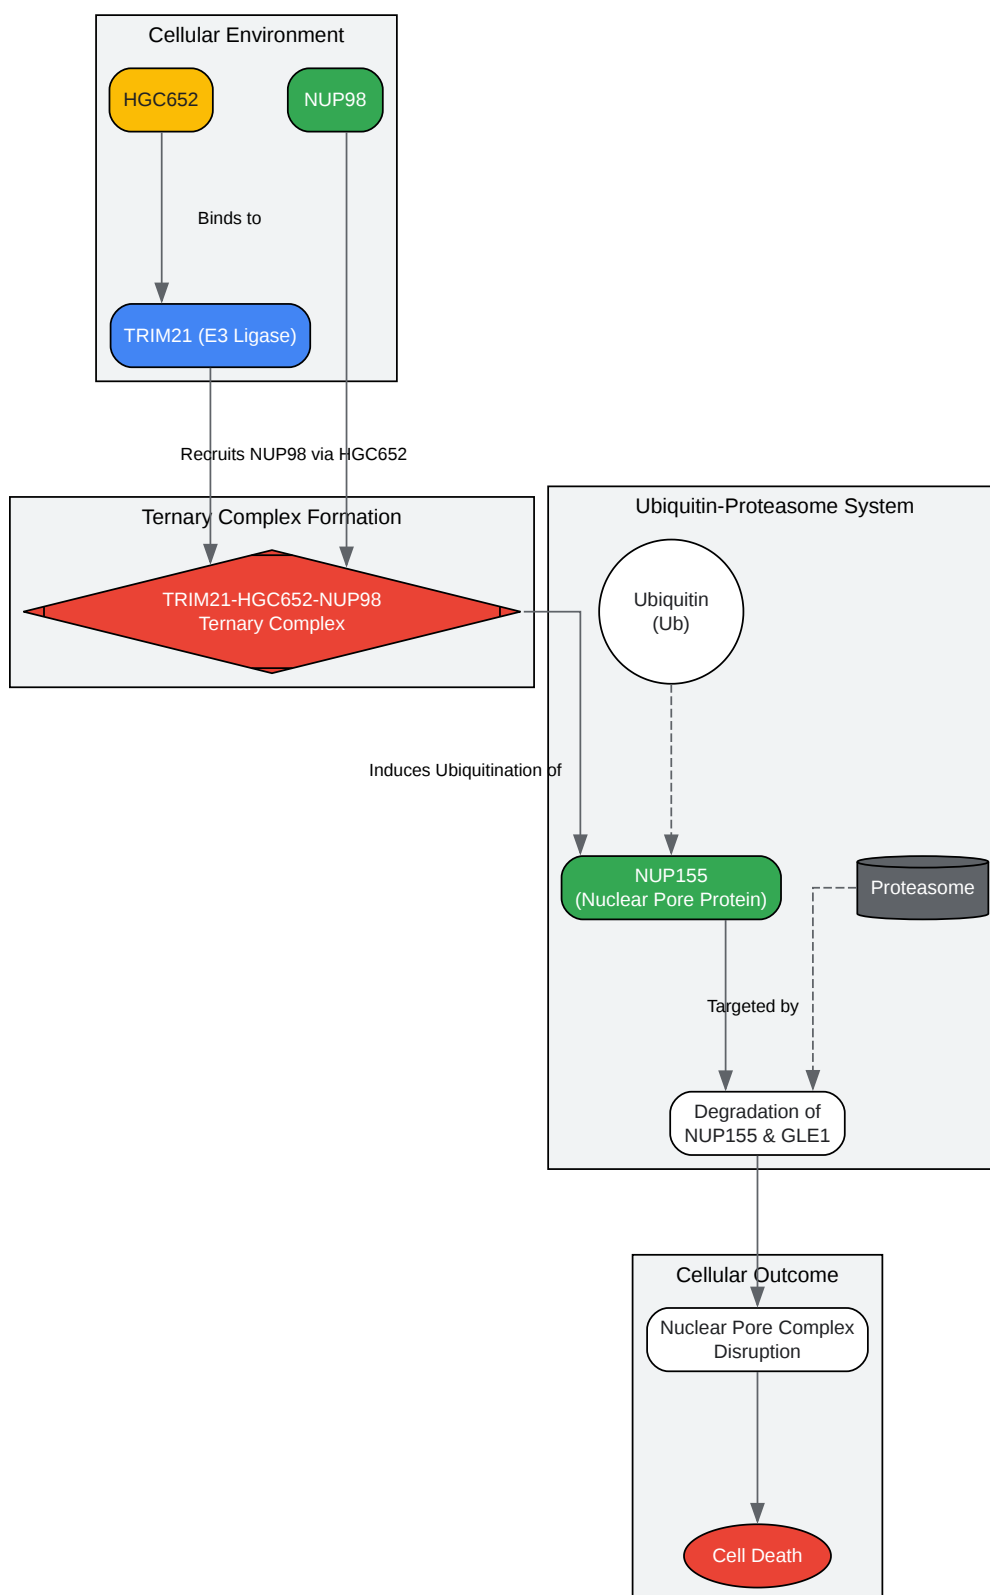 Cellular Environment
HGC652
NUP98
Binds to
TRIM21 (E3 Ligase)
Recruits NUP98 via HGC652
Ternary Complex Formation
TRIM21-HGC652-NUP98
Ternary Complex
Ubiquitin-Proteasome System
Ubiquitin
(Ub)
Induces Ubiquitination of
NUP155
(Nuclear Pore Protein)
Proteasome
Targeted by
Degradation of
NUP155 & GLE1
Cellular Outcome
Nuclear Pore Complex
Disruption
Cell Death